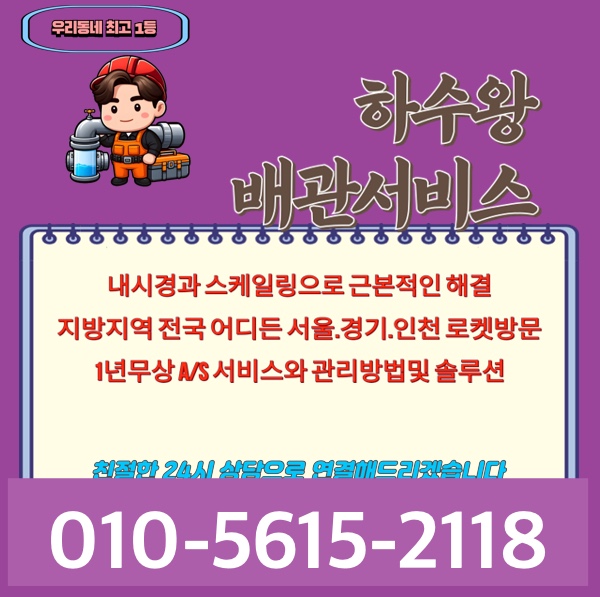 우리동네 최고 1등
하수왕
배관서비스
내시경과 스케일링으로 근본적인 해결
지방지역 전국 어디든 서울.경기.인천 로켓방문
1년무상 A/S 서비스와 관리방법및 솔루션
친절한 24시 상담으로 연결해드리겠습니다
010-5615-2118